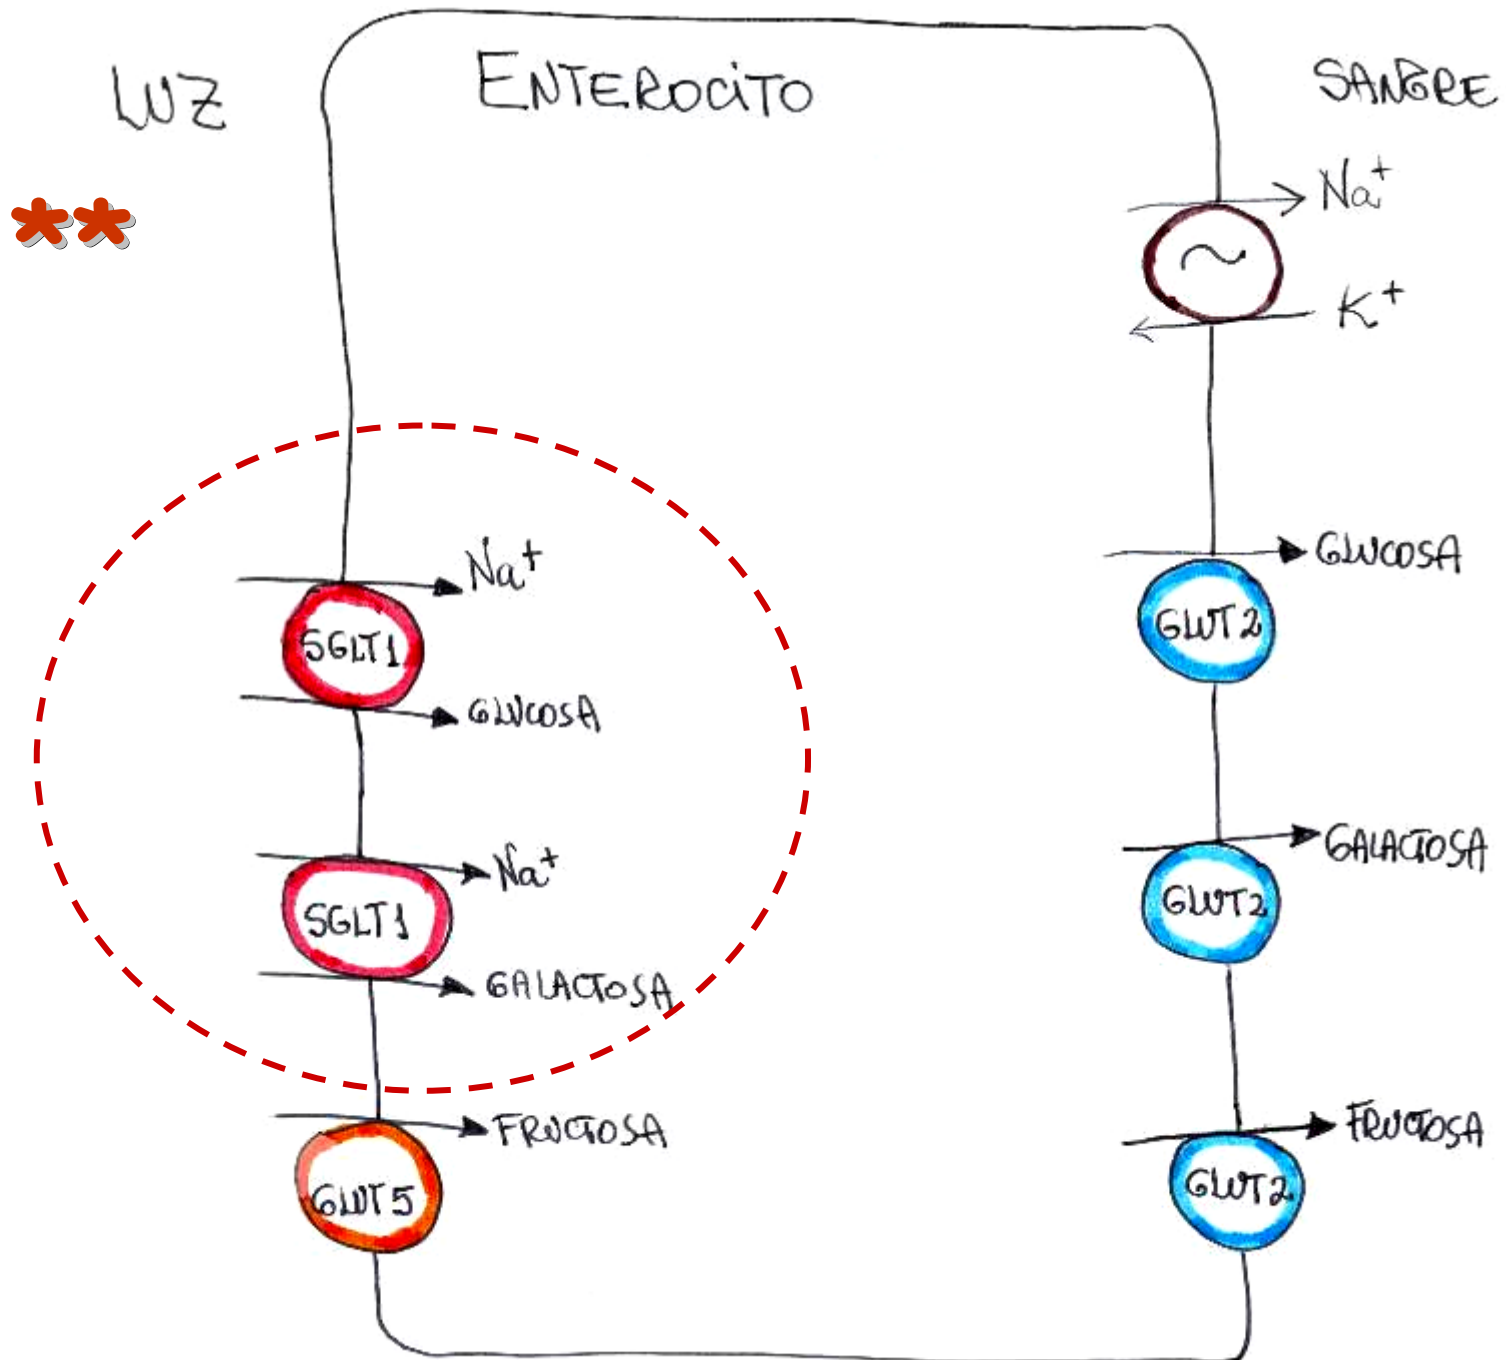 LUZ
ENTEROCITO
SANGRE
**
Na+
~
K+
Na+
SGLT1
GLUCOSA
GLUCOSA
GLUT2
Na+
SGLT1
GALACTOSA
GALACTOSA
GLUT2
FRUCTOSA
GLUT5
FRUCTOSA
GLUT2